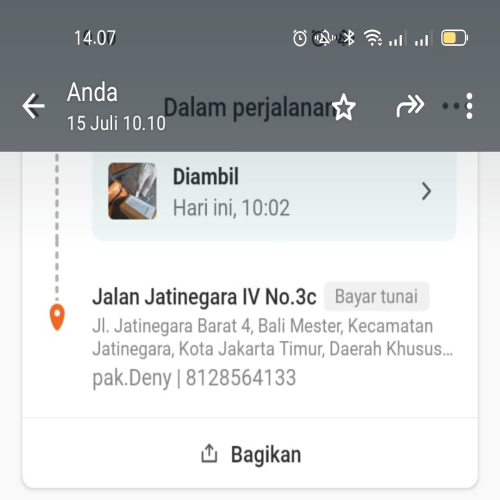 14.07
Anda
15 Juli 10.10
Dalam perjalanan
Diambil
Hari ini, 10:02
Jalan Jatinegara IV No.3c
Bayar tunai
Jl. Jatinegara Barat 4, Bali Mester, Kecamatan
Jatinegara, Kota Jakarta Timur, Daerah Khusus...
pak.Deny | 8128564133
Bagikan